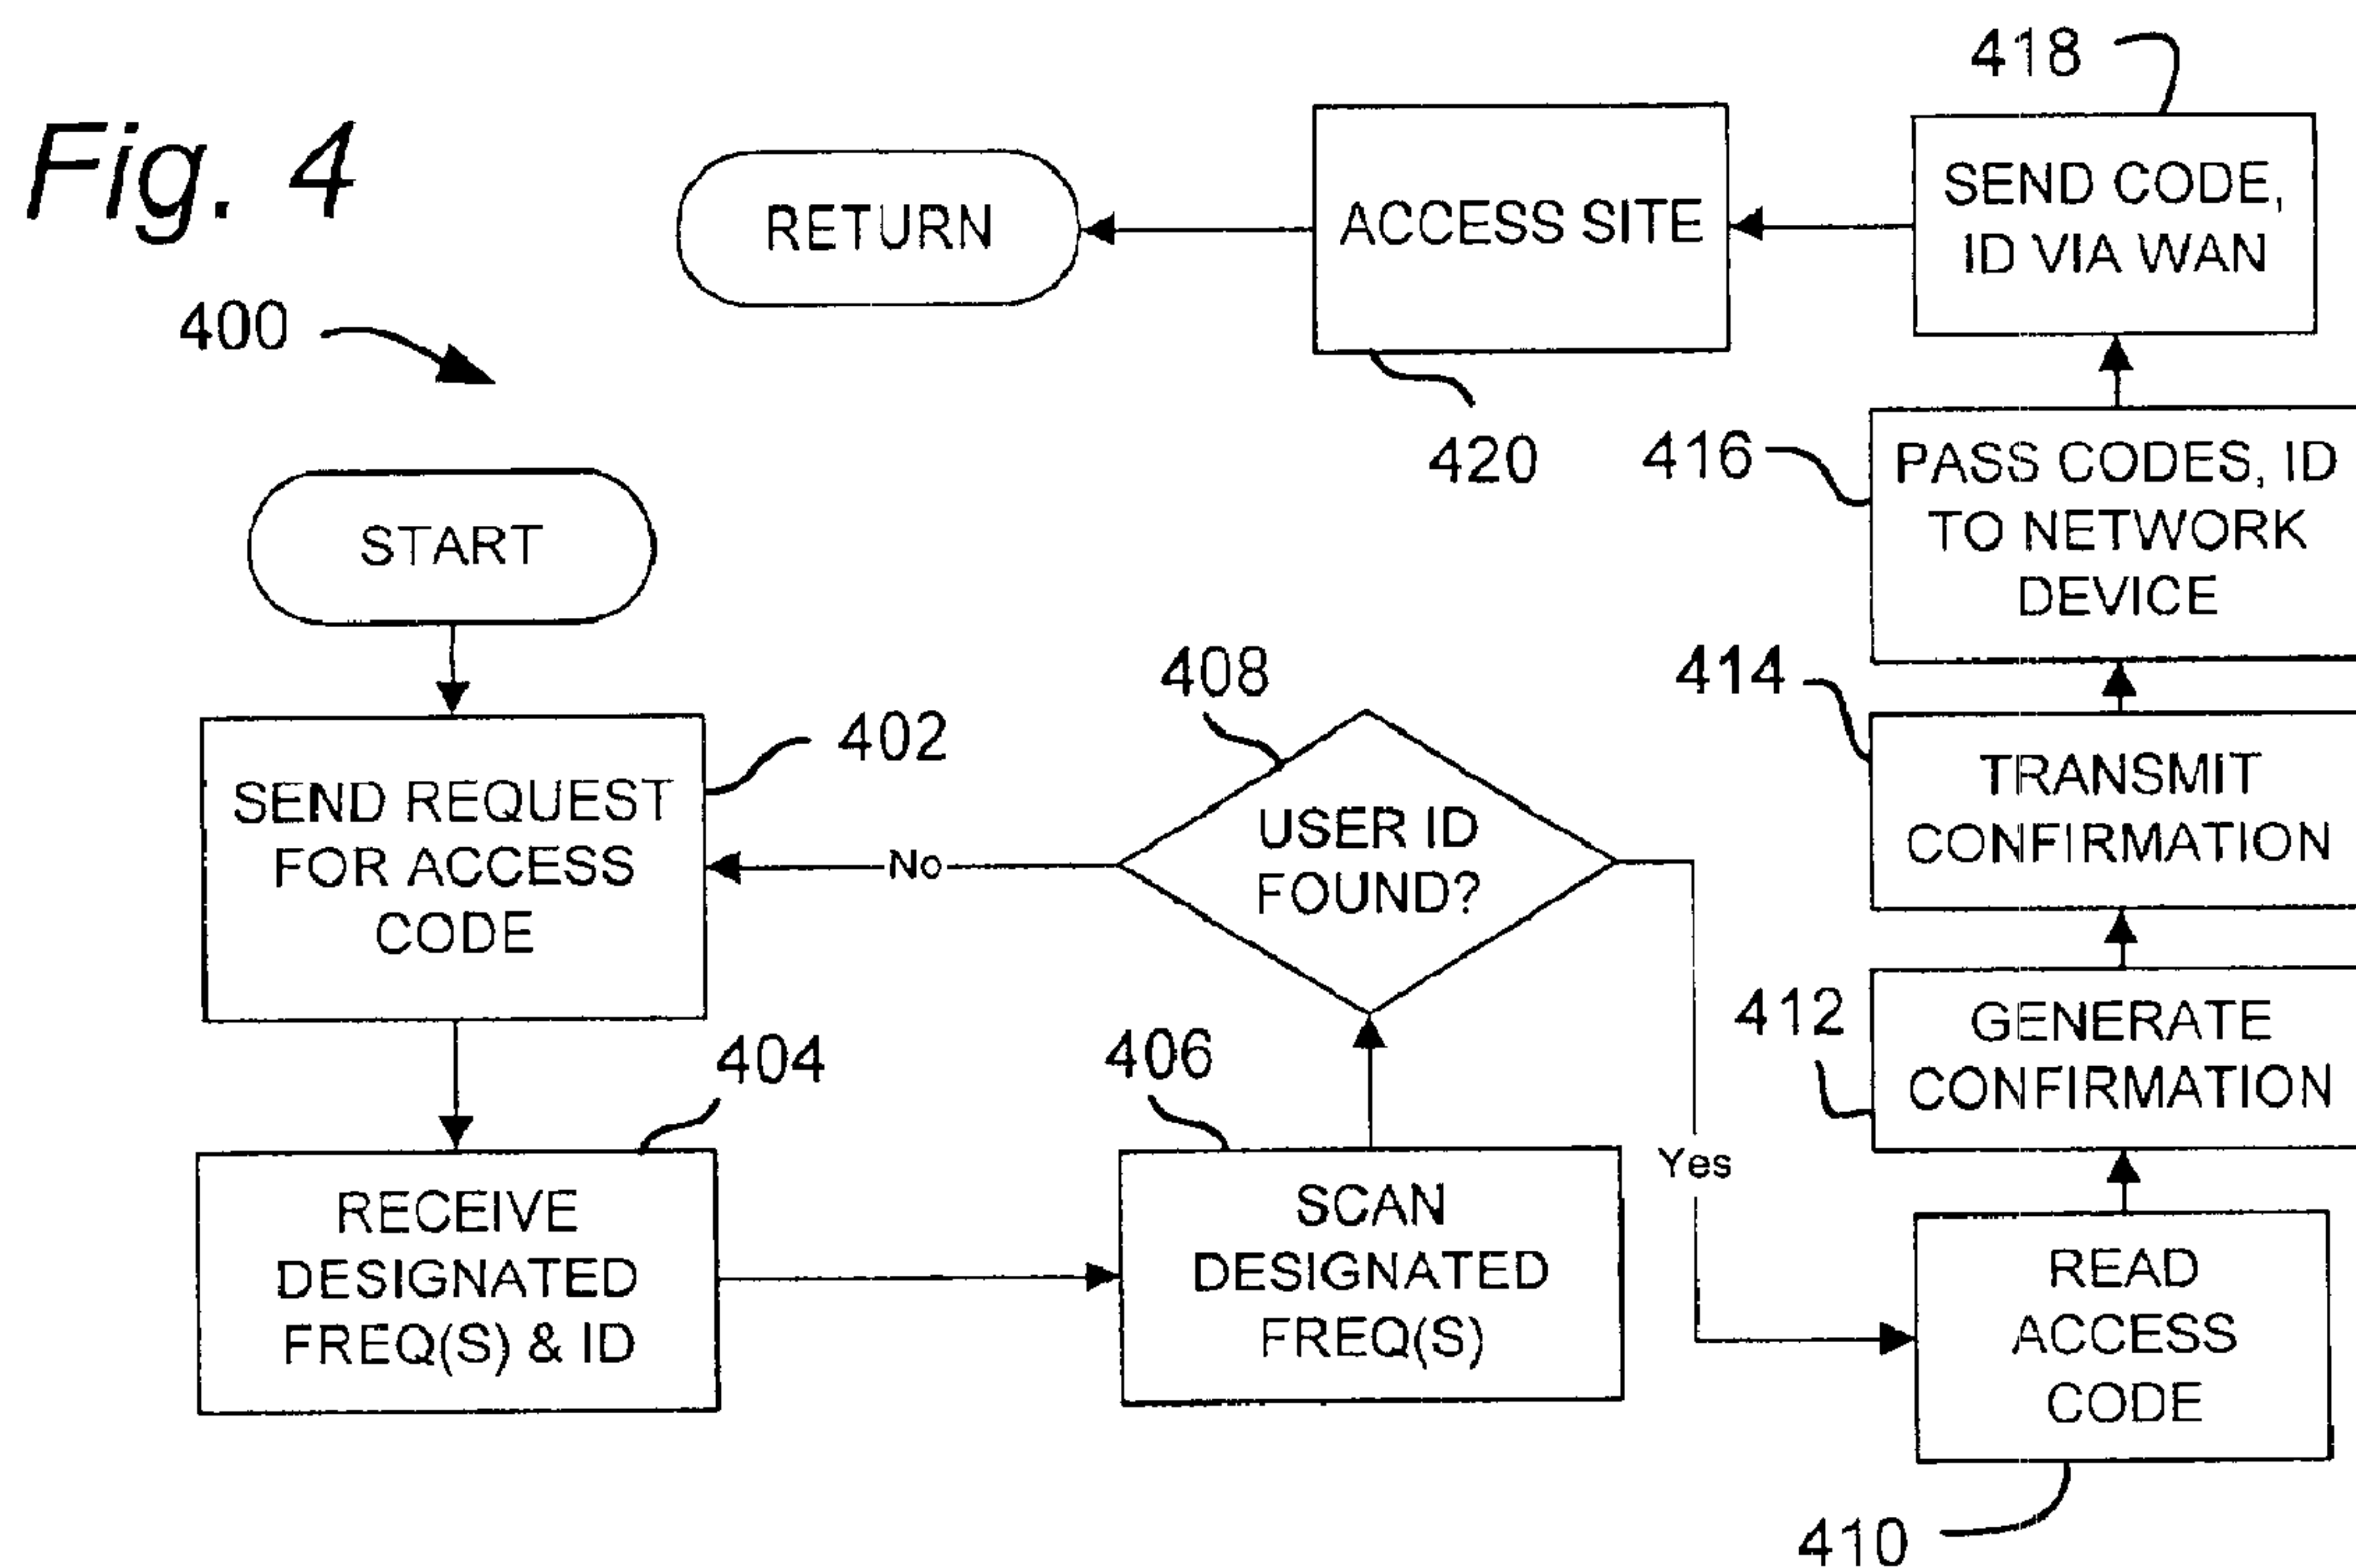 Fig. 4
400
START
402
SEND REQUEST
FOR ACCESS
CODE
404
RECEIVE
DESIGNATED
FREQ(S) & ID
406
SCAN
DESIGNATED
FREQ(S)
408
USER ID
FOUND?
No
Yes
READ
ACCESS
CODE
410
412
GENERATE
CONFIRMATION
414
TRANSMIT
CONFIRMATION
416
PASS CODES, ID
TO NETWORK
DEVICE
418
SEND CODE,
ID VIA WAN
ACCESS SITE
420
RETURN